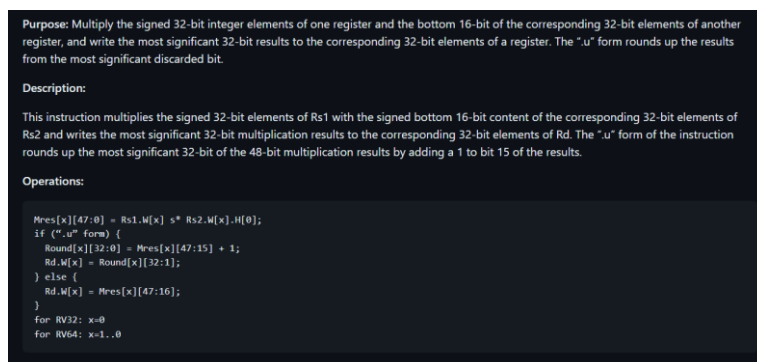 Purpose: Multiply the signed 32-bit integer elements of one register and the bottom 16-bit of the corresponding 32-bit elements of another
register, and write the most significant 32-bit results to the corresponding 32-bit elements of a register. The ".u" form rounds up the results
from the most significant discarded bit.
Description:
This instruction multiplies the signed 32-bit elements of Rs1 with the signed bottom 16-bit content of the corresponding 32-bit elements of
Rs2 and writes the most significant 32-bit multiplication results to the corresponding 32-bit elements of Rd. The ".u" form of the instruction
rounds up the most significant 32-bit of the 48-bit multiplication results by adding a 1 to bit 15 of the results.
Operations:
Mres[x][47:0] = Rs1.W[x] s* Rs2.W[x].H[0];
if (“.u” form) {
Round[x][32:0] = Mres[x][47:15] + 1;
Rd.W[x] = Round[x][32:1];
} else {
Rd.W[x] = Mres[x][47:16];
}
for RV32: x=0
for RV64: x=1..0